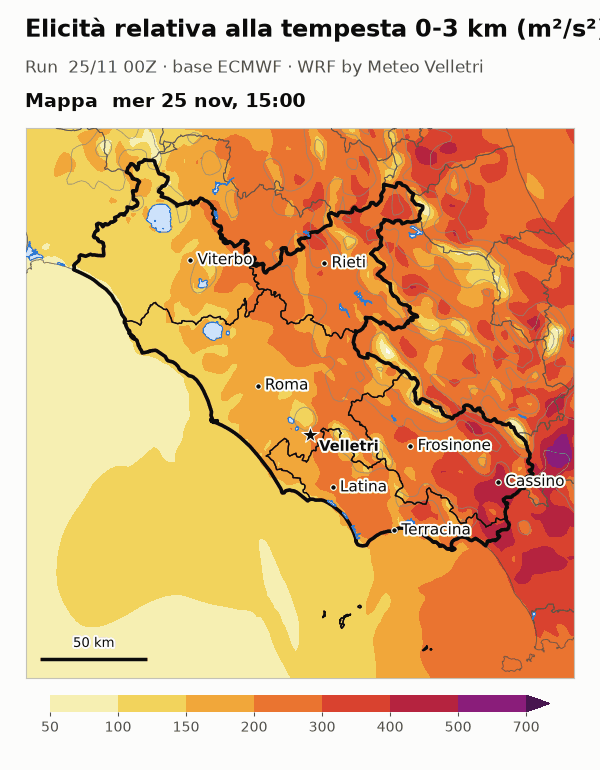 Elicità relativa alla tempesta 0-3 km (m²/s²)
Run  25/11 00Z · base ECMWF · WRF by Meteo Velletri
Mappa  mer 25 nov, 15:00
Viterbo
Rieti
Roma
Velletri
Frosinone
Cassino
Latina
Terracina
50 km
50 100 150 200 300 400 500 700